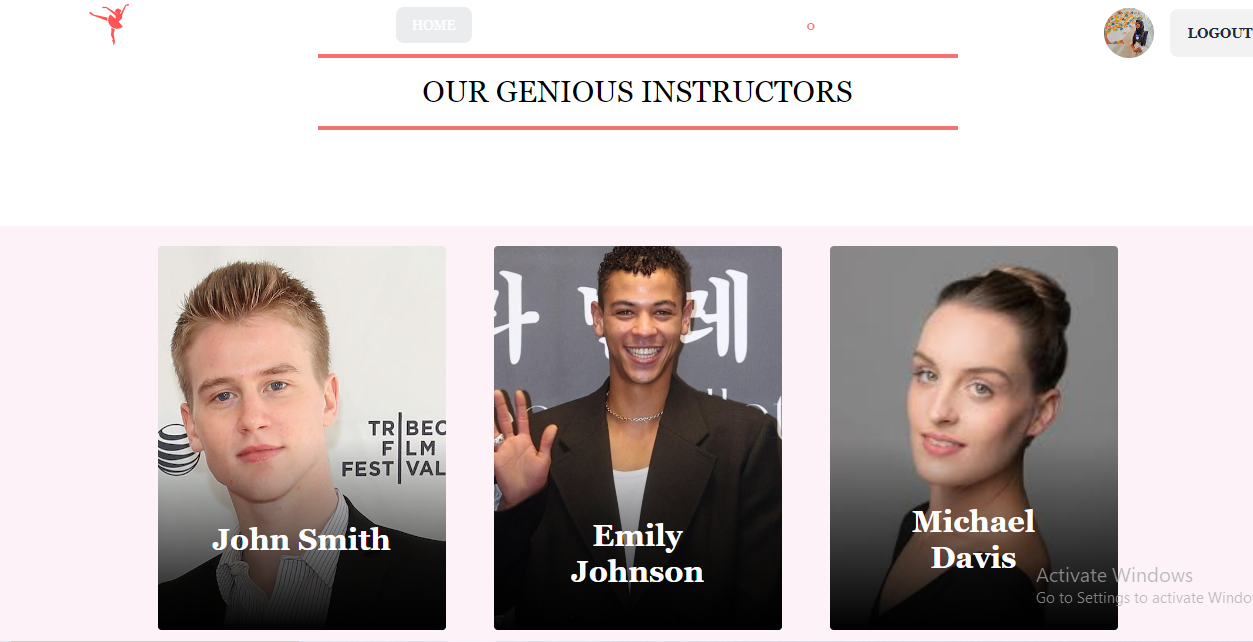 HOME
LOGOUT
OUR GENIOUS INSTRUCTORS
TRIBEC
FILM
FESTIVAL
John Smith
Emily
Johnson
Michael
Davis
Activate Windows
Go to Settings to activate Windo